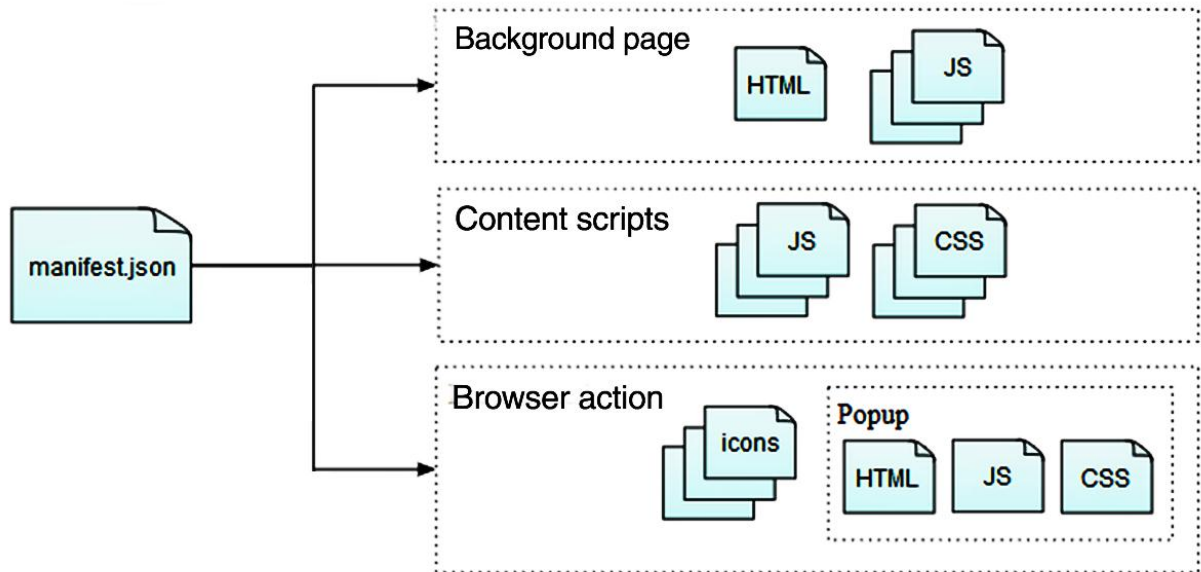 Background page
HTML
JS
manifest.json
Content scripts
JS
CSS
Browser action
icons
Popup
HTML
JS
CSS